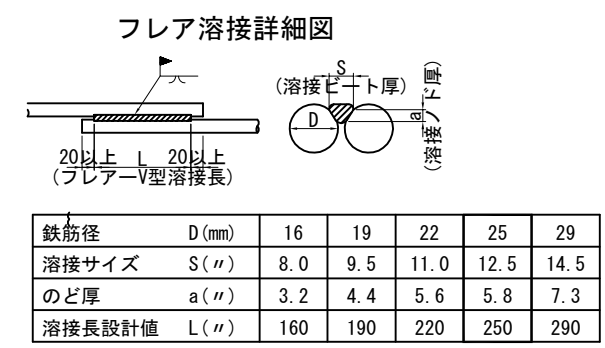 フレア溶接詳細図
S
(溶接ビート厚)
D
a
(溶接ノド厚)
20以上 L 20以上
(フレアーV型溶接長)
鉄筋径 D(mm) 16 19 22 25 29
溶接サイズ S(〃) 8.0 9.5 11.0 12.5 14.5
のど厚 a(〃) 3.2 4.4 5.6 5.8 7.3
溶接長設計値 L(〃) 160 190 220 250 290